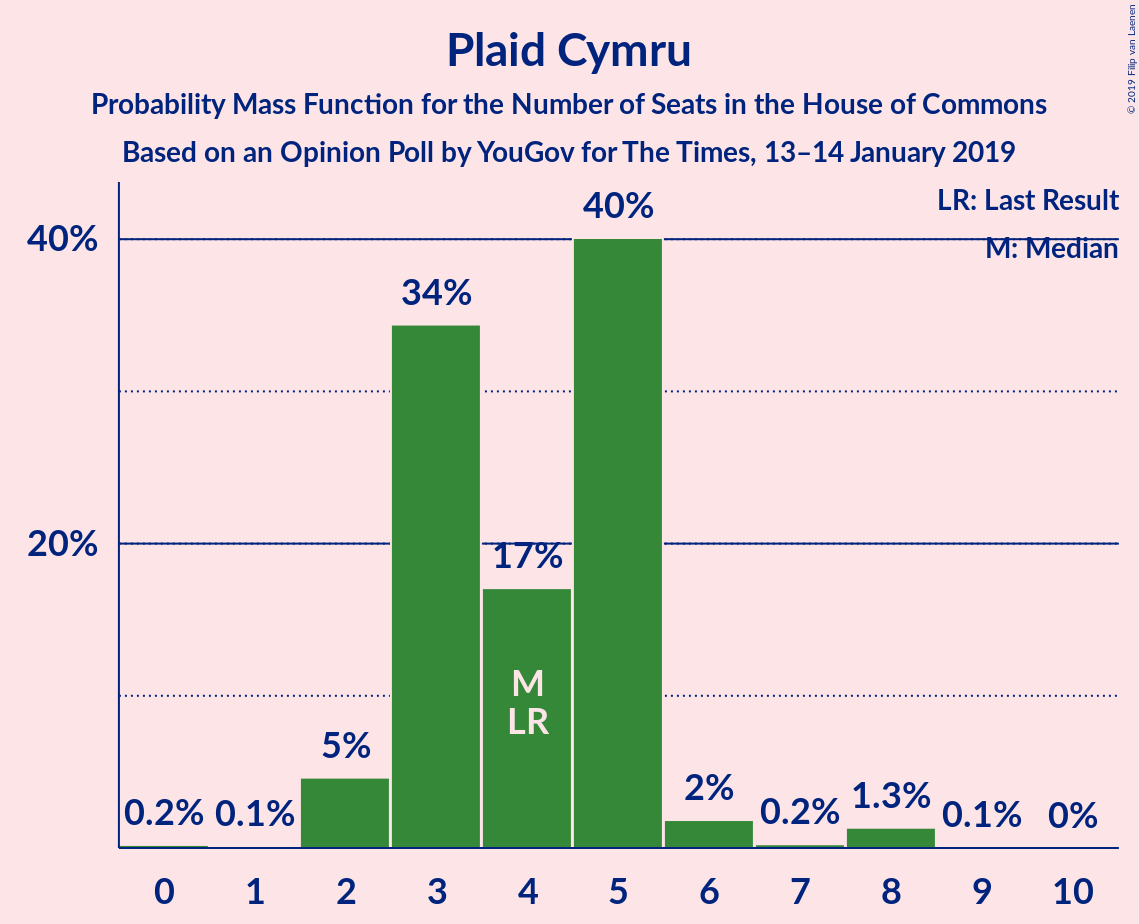 Plaid Cymru
Probability Mass Function for the Number of Seats in the House of Commons
Based on an Opinion Poll by YouGov for The Times, 13–14 January 2019
© 2019 Filip van Laenen
LR: Last Result
M: Median
40%
20%
0.2%
0.1%
5%
34%
17%
40%
2%
0.2%
1.3%
0.1%
0%
M
LR
0 1 2 3 4 5 6 7 8 9 10